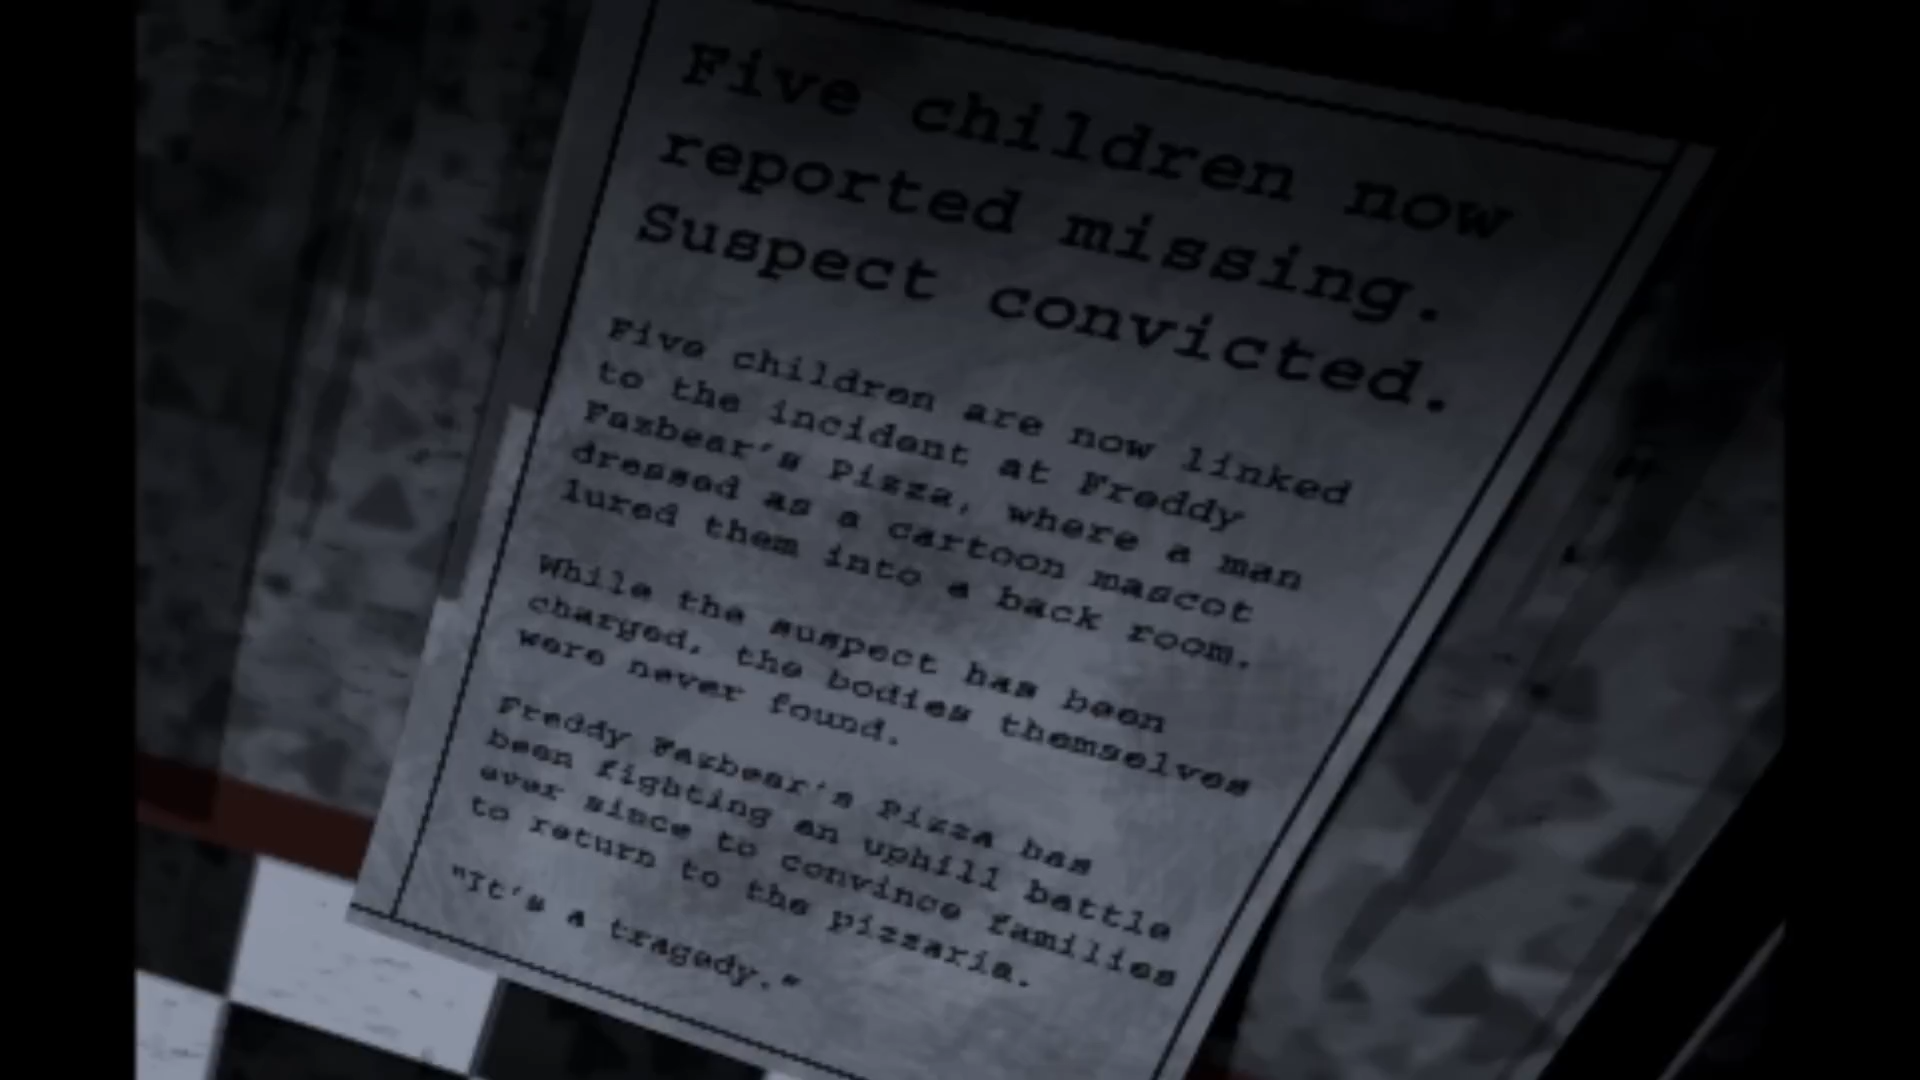 Five children now
reported missing.
Suspect convicted.
Five children are now linked
to the incident at Freddy
Fazbear's Pizza, where a man
dressed as a cartoon mascot
lured them into a back room.
While the suspect has been
charged, the bodies themselves
were never found.
Freddy Fazbear's Pizza has
been fighting an uphill battle
ever since to convince families
to return to the pizzaria.
"It's a tragedy."